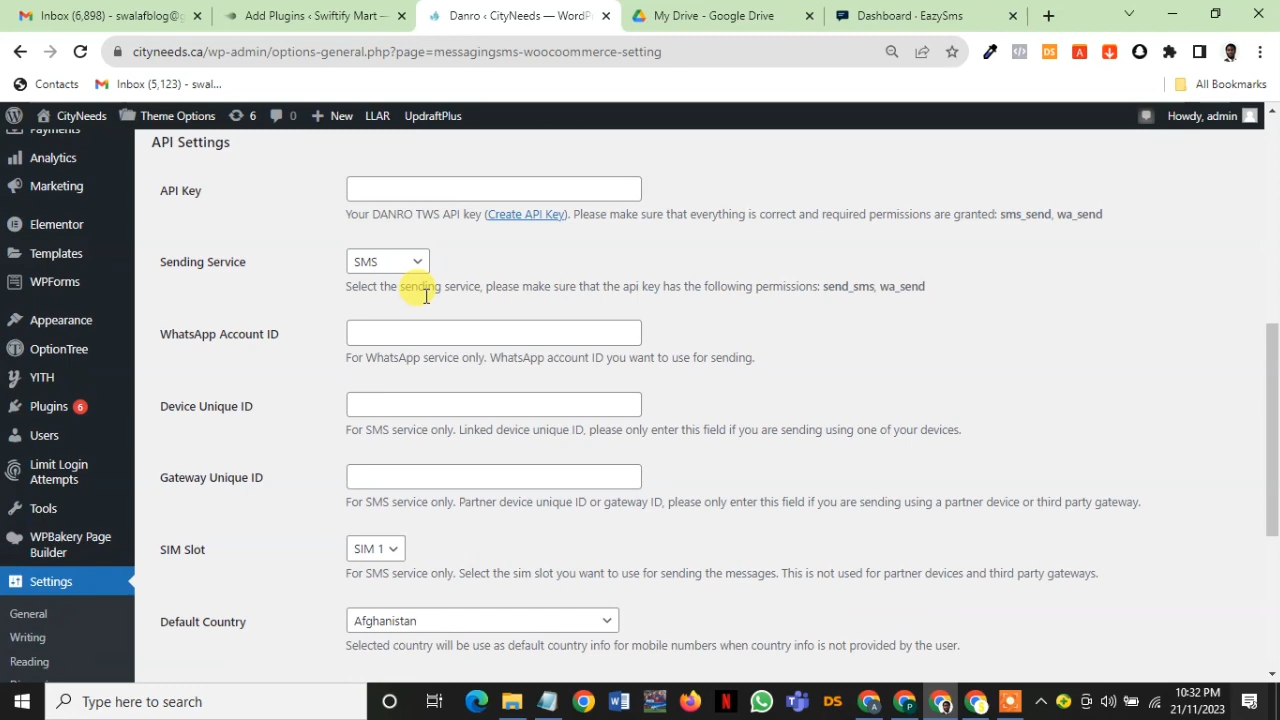 Inbox (6,898) - swalafblog@g
Add Plugins ‹ Swiftify Mart —
Danro ‹ CityNeeds — WordPr
My Drive - Google Drive
Dashboard · EazySms
cityneeds.ca/wp-admin/options-general.php?page=messagingsms-woocoommerce-setting
Contacts
Inbox (5,123) - swal...
All Bookmarks
CityNeeds
Theme Options
6
0
New
LLAR
UpdraftPlus
Howdy, admin
Payments
Analytics
Marketing
Elementor
Templates
WPForms
Appearance
OptionTree
YITH
Plugins 6
Users
Limit Login
Attempts
Tools
WPBakery Page
Builder
Settings
General
Writing
Reading
API Settings
API Key
Your DANRO TWS API key (Create API Key). Please make sure that everything is correct and required permissions are granted: sms_send, wa_send
Sending Service
SMS
Select the sending service, please make sure that the api key has the following permissions: send_sms, wa_send
WhatsApp Account ID
For WhatsApp service only. WhatsApp account ID you want to use for sending.
Device Unique ID
For SMS service only. Linked device unique ID, please only enter this field if you are sending using one of your devices.
Gateway Unique ID
For SMS service only. Partner device unique ID or gateway ID, please only enter this field if you are sending using a partner device or third party gateway.
SIM Slot
SIM 1
For SMS service only. Select the sim slot you want to use for sending the messages. This is not used for partner devices and third party gateways.
Default Country
Afghanistan
Selected country will be use as default country info for mobile numbers when country info is not provided by the user.
Type here to search
10:32 PM
21/11/2023